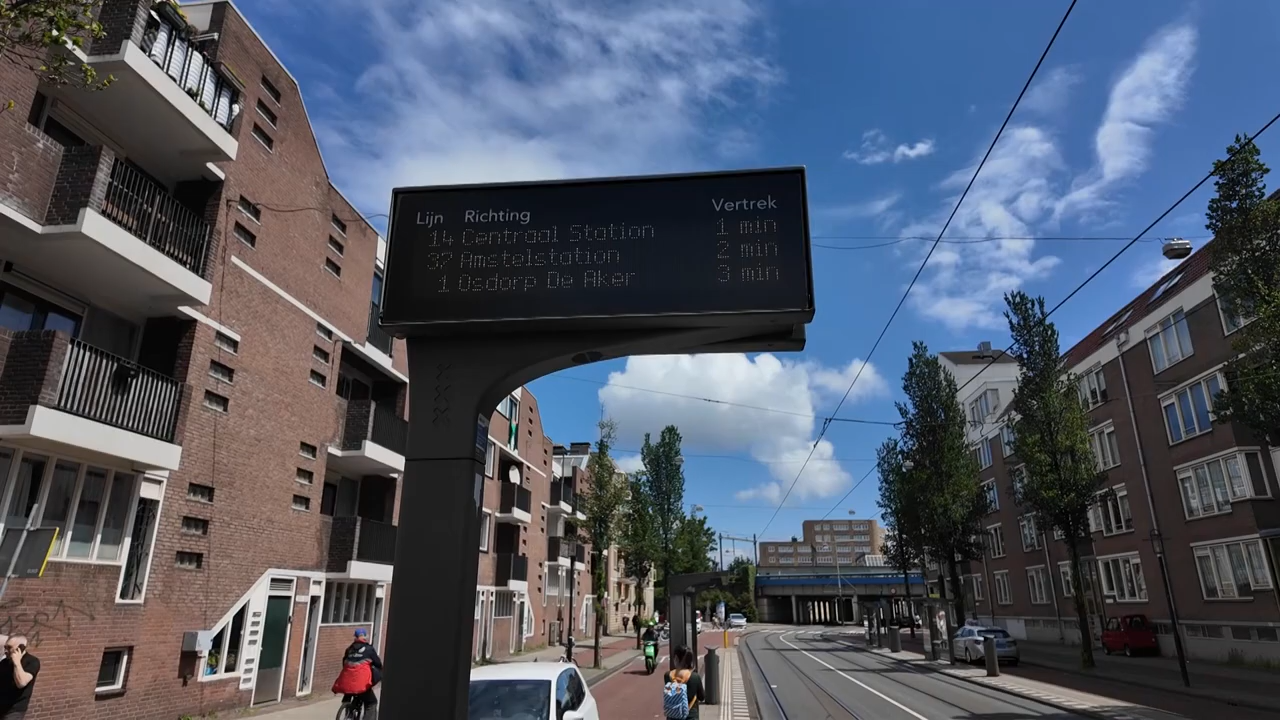 Lijn Richting Vertrek
14 Centraal Station 1 min
37 Amstelstation 2 min
1 Osdorp De Aker 3 min